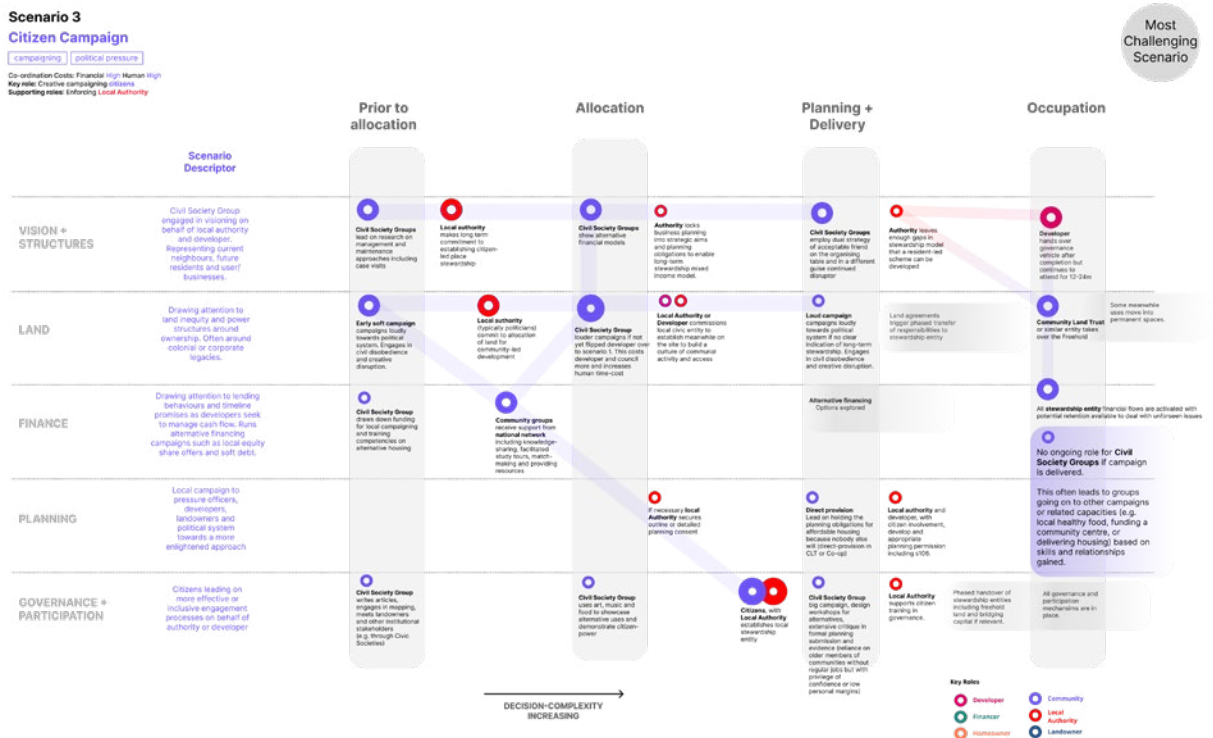 Scenario 3
Citizen Campaign
campaigning
political pressure
Co-ordination Costs: Financial High Human High
Key role: Creative campaigning citizens
Supporting roles: Enforcing Local Authority
Most
Challenging
Scenario
Prior to
allocation
Allocation
Planning +
Delivery
Occupation
Scenario
Descriptor
VISION +
STRUCTURES
Civil Society Group
engaged in visioning on
behalf of local authority
and developer.
Representing current
neighbours, future
residents and user/
businesses.
Civil Society Groups
lead on research on
management and
maintenance
approaches including
case visits
Local authority
makes long term
commitment to
establishing citizen-
led place
stewardship
Civil Society Groups
show alternative
financial models
Authority locks
business planning
into strategic aims
and planning
obligations to enable
long-term
stewardship mixed
income model.
Civil Society Groups
employ dual strategy
of acceptable friend
on the organising
table and in a different
guise continued
disruptor
Authority leaves
enough gaps in
stewardship model
that a resident-led
scheme can be
developed
Developer
hands over
governance
vehicle after
completion but
continues to
attend for 12-24m
LAND
Drawing attention to
land inequity and power
structures around
ownership. Often around
colonial or corporate
legacies.
Early soft campaign
campaigns loudly
towards political
system. Engages in
civil disobedience
and creative
disruption.
Local authority
(typically politicians)
commit to allocation
of land for
community-led
development
Civil Society Group
louder campaigns if not
yet flipped developer over
to scenario 1. This costs
developer and council
more and increases
human time-cost
Local Authority or
Developer commissions
local civic entity to
establish meanwhile on
the site to build a
culture of communal
activity and access
Loud campaign
campaigns loudly
towards political
system if no clear
indication of long-term
stewardship. Engages
in civil disobedience
and creative disruption.
Land agreements
trigger phased transfer
of responsibilities to
stewardship entity
Community Land Trust
or similar entity takes
over the Freehold
Some meanwhile
uses move into
permanent spaces.
FINANCE
Drawing attention to lending
behaviours and timeline
promises as developers seek
to manage cash flow. Runs
alternative financing
campaigns such as local equity
share offers and soft debt.
Civil Society Group
draws down funding
for local campaigning
and training
competencies on
alternative housing
Community groups
receive support from
national network
including knowledge-
sharing, facilitated
study tours, match-
making and providing
resources
Alternative financing
Options explored
All stewardship entity financial flows are activated with
potential retention available to deal with unforseen issues
No ongoing role for Civil
Society Groups if campaign
is delivered.
This often leads to groups
going on to other campaigns
or related capacities (e.g.
local healthy food, funding a
community centre, or
delivering housing) based on
skills and relationships
gained.
PLANNING
Local campaign to
pressure officers,
developers,
landowners and
political system
towards a more
enlightened approach
If necessary local
Authority secures
outline or detailed
planning consent
Direct provision
Lead on holding the
planning obligations for
affordable housing
because nobody else
will (direct-provision in
CLT or Co-op)
Local authority and
developer, with
citizen involvement,
develop and
appropriate
planning permission
including s106.
GOVERNANCE +
PARTICIPATION
Citizens leading on
more effective or
inclusive engagement
processes on behalf of
authority or developer
Civil Society Group
writes articles,
engages in mapping,
meets landowners
and other institutional
stakeholders
(e.g. through Civic
Societies)
Civil Society Group
uses art, music and
food to showcase
alternative uses and
demonstrate citizen-
power
Citizens, with
Local Authority
establishes local
stewardship
entity
Civil Society Group
big campaign, design
workshops for
alternatives,
extensive critique in
formal planning
submission and
evidence (reliance on
older members of
communities without
regular jobs but with
privilege of
confidence or low
personal margins)
Local Authority
supports citizen
training in
governance.
Phased handover of
stewardship entities
including freehold
land and bridging
capital if relevant.
All governance and
participation
mechanisms are in
place.
DECISION-COMPLEXITY
INCREASING
Key Roles
Developer
Community
Financer
Local
Authority
Homeowner
Landowner